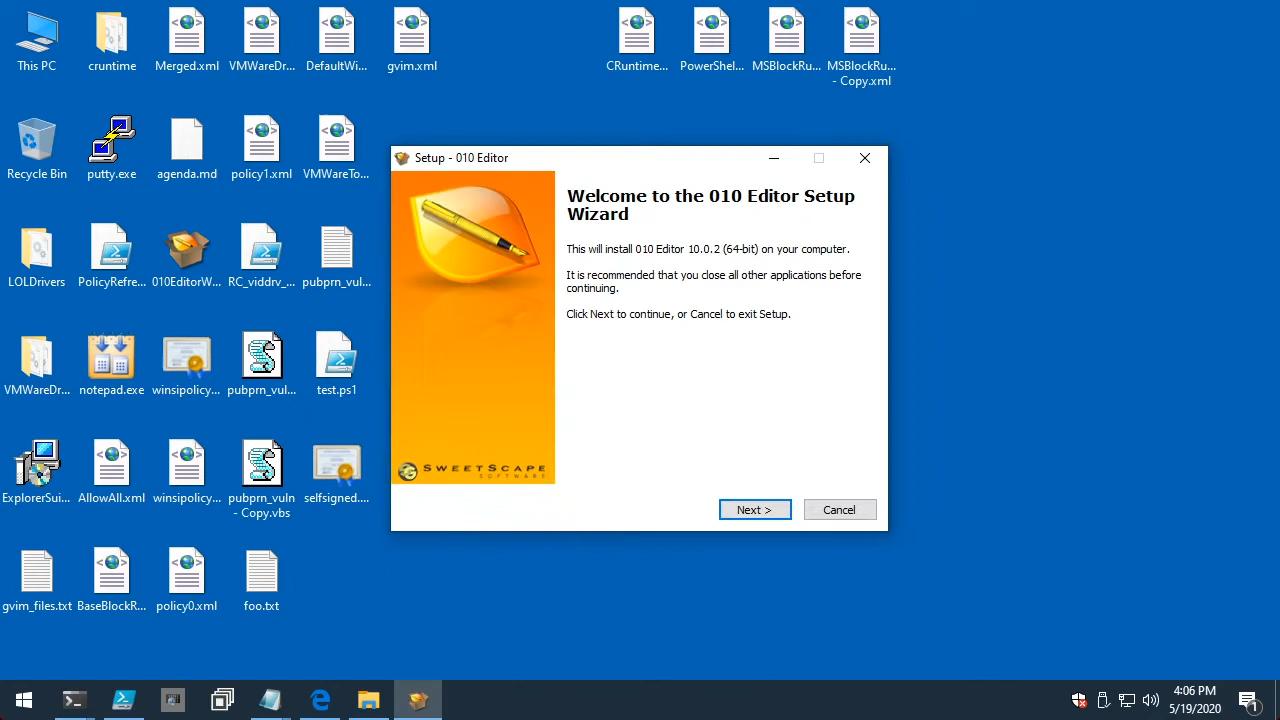 This PC
cruntime
Merged.xml
VMWareDr...
DefaultWi...
gvim.xml
CRuntime...
PowerShel...
MSBlockRu...
MSBlockRu...
- Copy.xml
Recycle Bin
putty.exe
agenda.md
policy1.xml
VMWareTo...
Setup - 010 Editor
Welcome to the 010 Editor Setup
Wizard
This will install 010 Editor 10.0.2 (64-bit) on your computer.
It is recommended that you close all other applications before
continuing.
Click Next to continue, or Cancel to exit Setup.
SWEETSCAPE
SOFTWARE
Next >
Cancel
LOLDrivers
PolicyRefre...
010EditorW...
RC_viddrv_...
pubprn_vul...
VMWareDr...
notepad.exe
winsipolicy...
pubprn_vul...
test.ps1
ExplorerSui...
AllowAll.xml
winsipolicy...
pubprn_vuln
- Copy.vbs
selfsigned....
gvim_files.txt
BaseBlockR...
policy0.xml
foo.txt
4:06 PM
5/19/2020
1